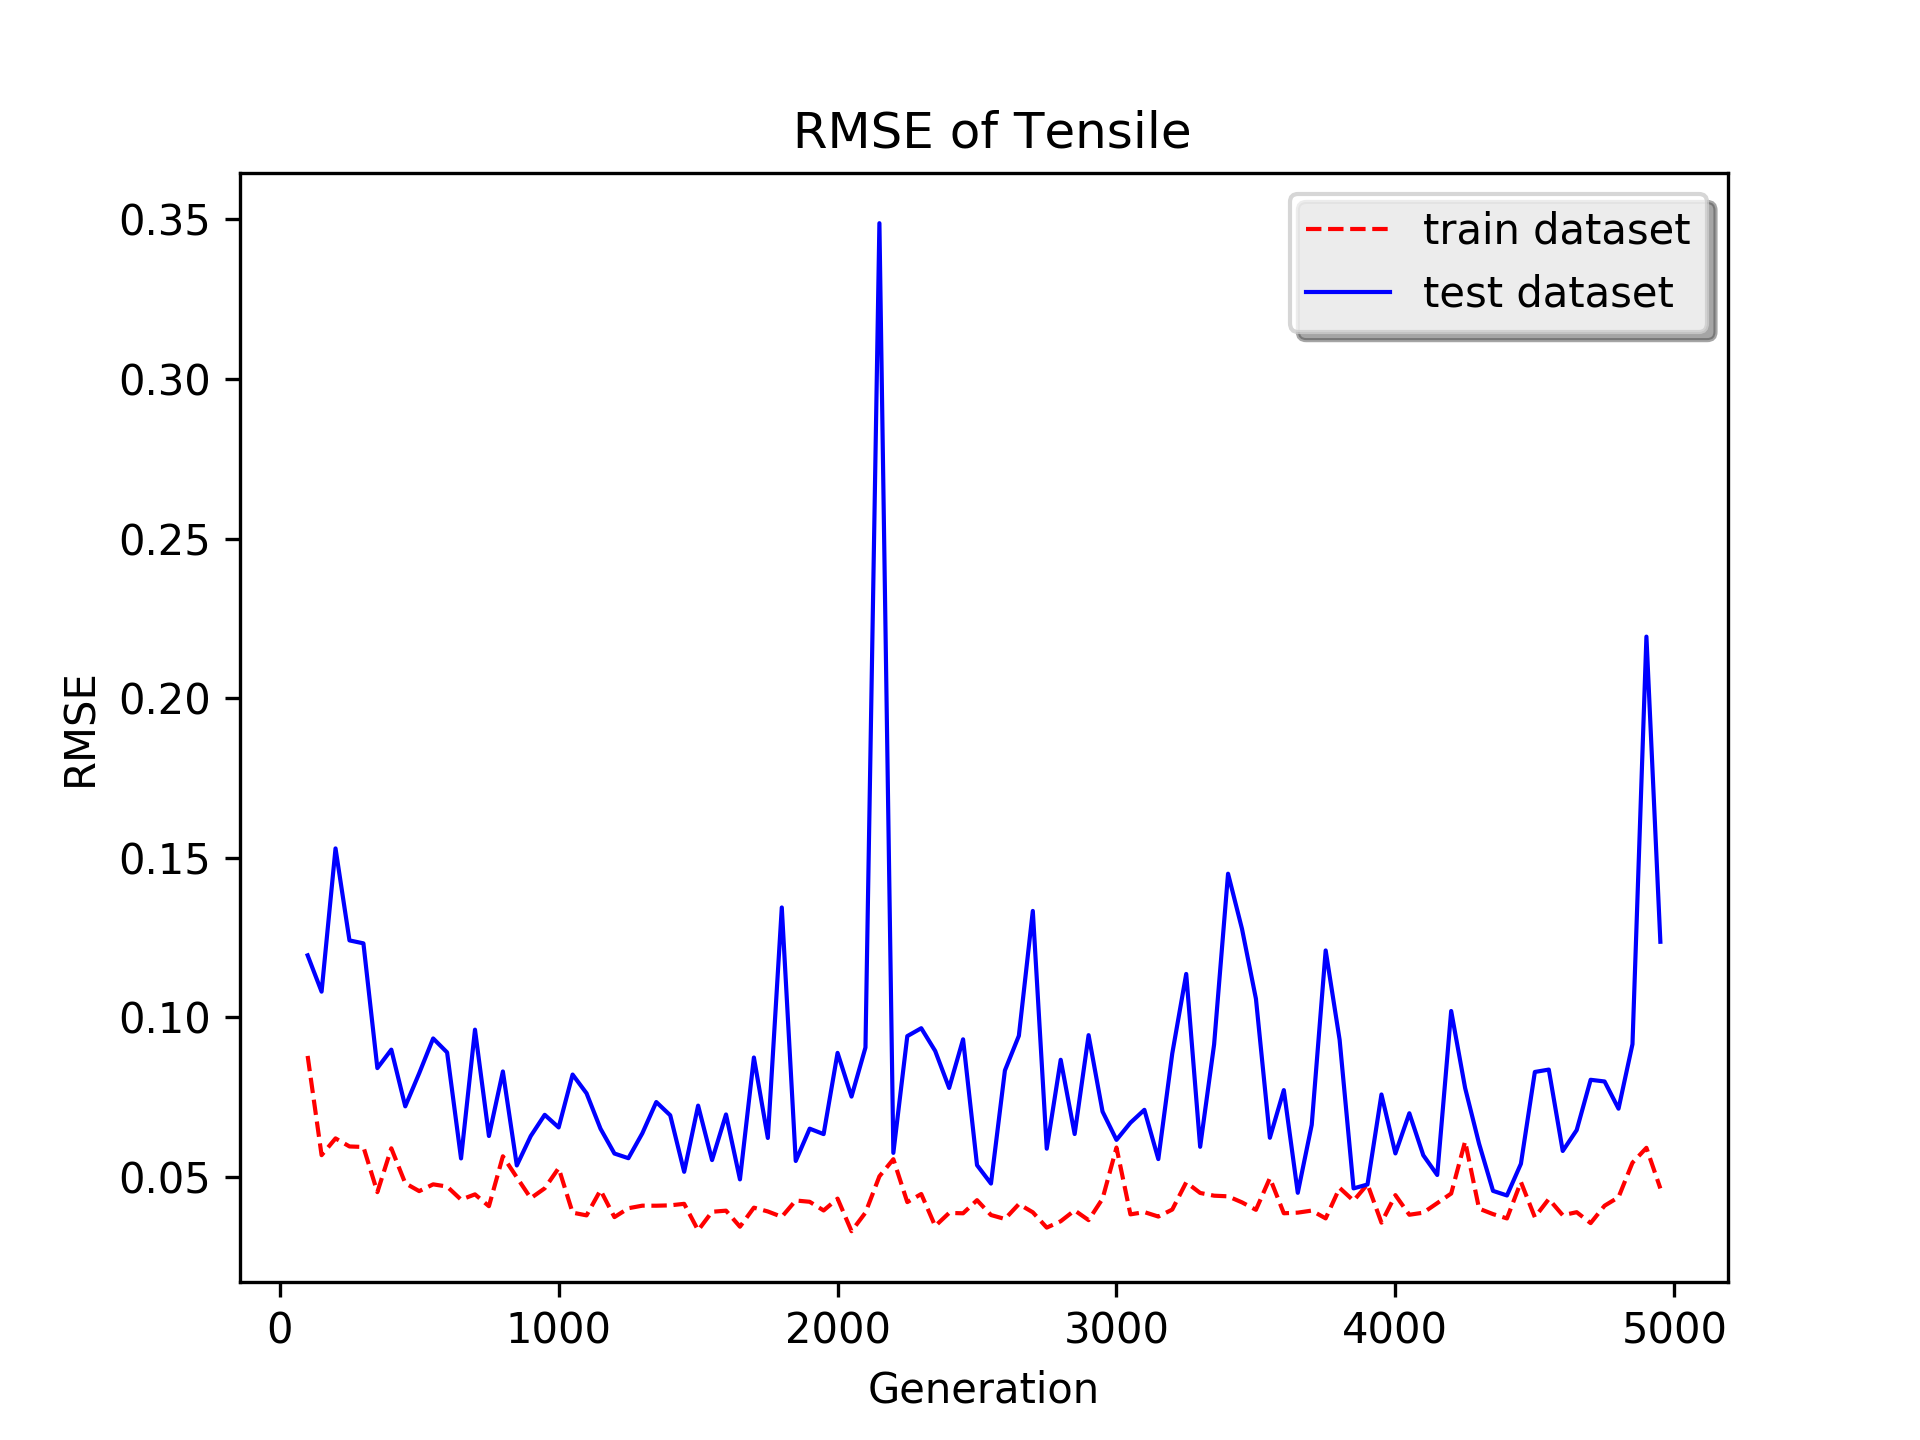 RMSE of Tensile
train dataset
test dataset
0.35
0.30
0.25
0.20
0.15
0.10
0.05
RMSE
0 1000 2000 3000 4000 5000
Generation